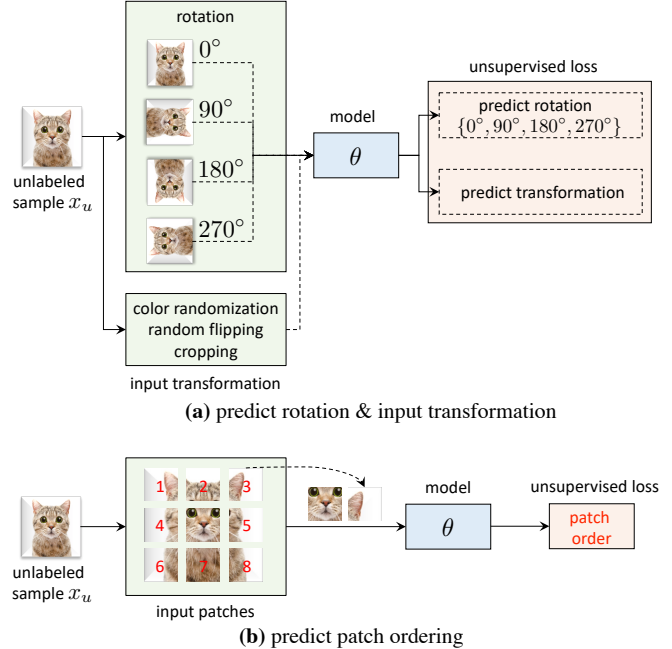 rotation
0°
90°
180°
270°
unlabeled
sample x_u
model
θ
unsupervised loss
predict rotation
{0°, 90°, 180°, 270°}
predict transformation
color randomization
random flipping
cropping
input transformation
(a) predict rotation & input transformation
1 2 3
4 5
6 7 8
unlabeled
sample x_u
input patches
model
θ
unsupervised loss
patch
order
(b) predict patch ordering